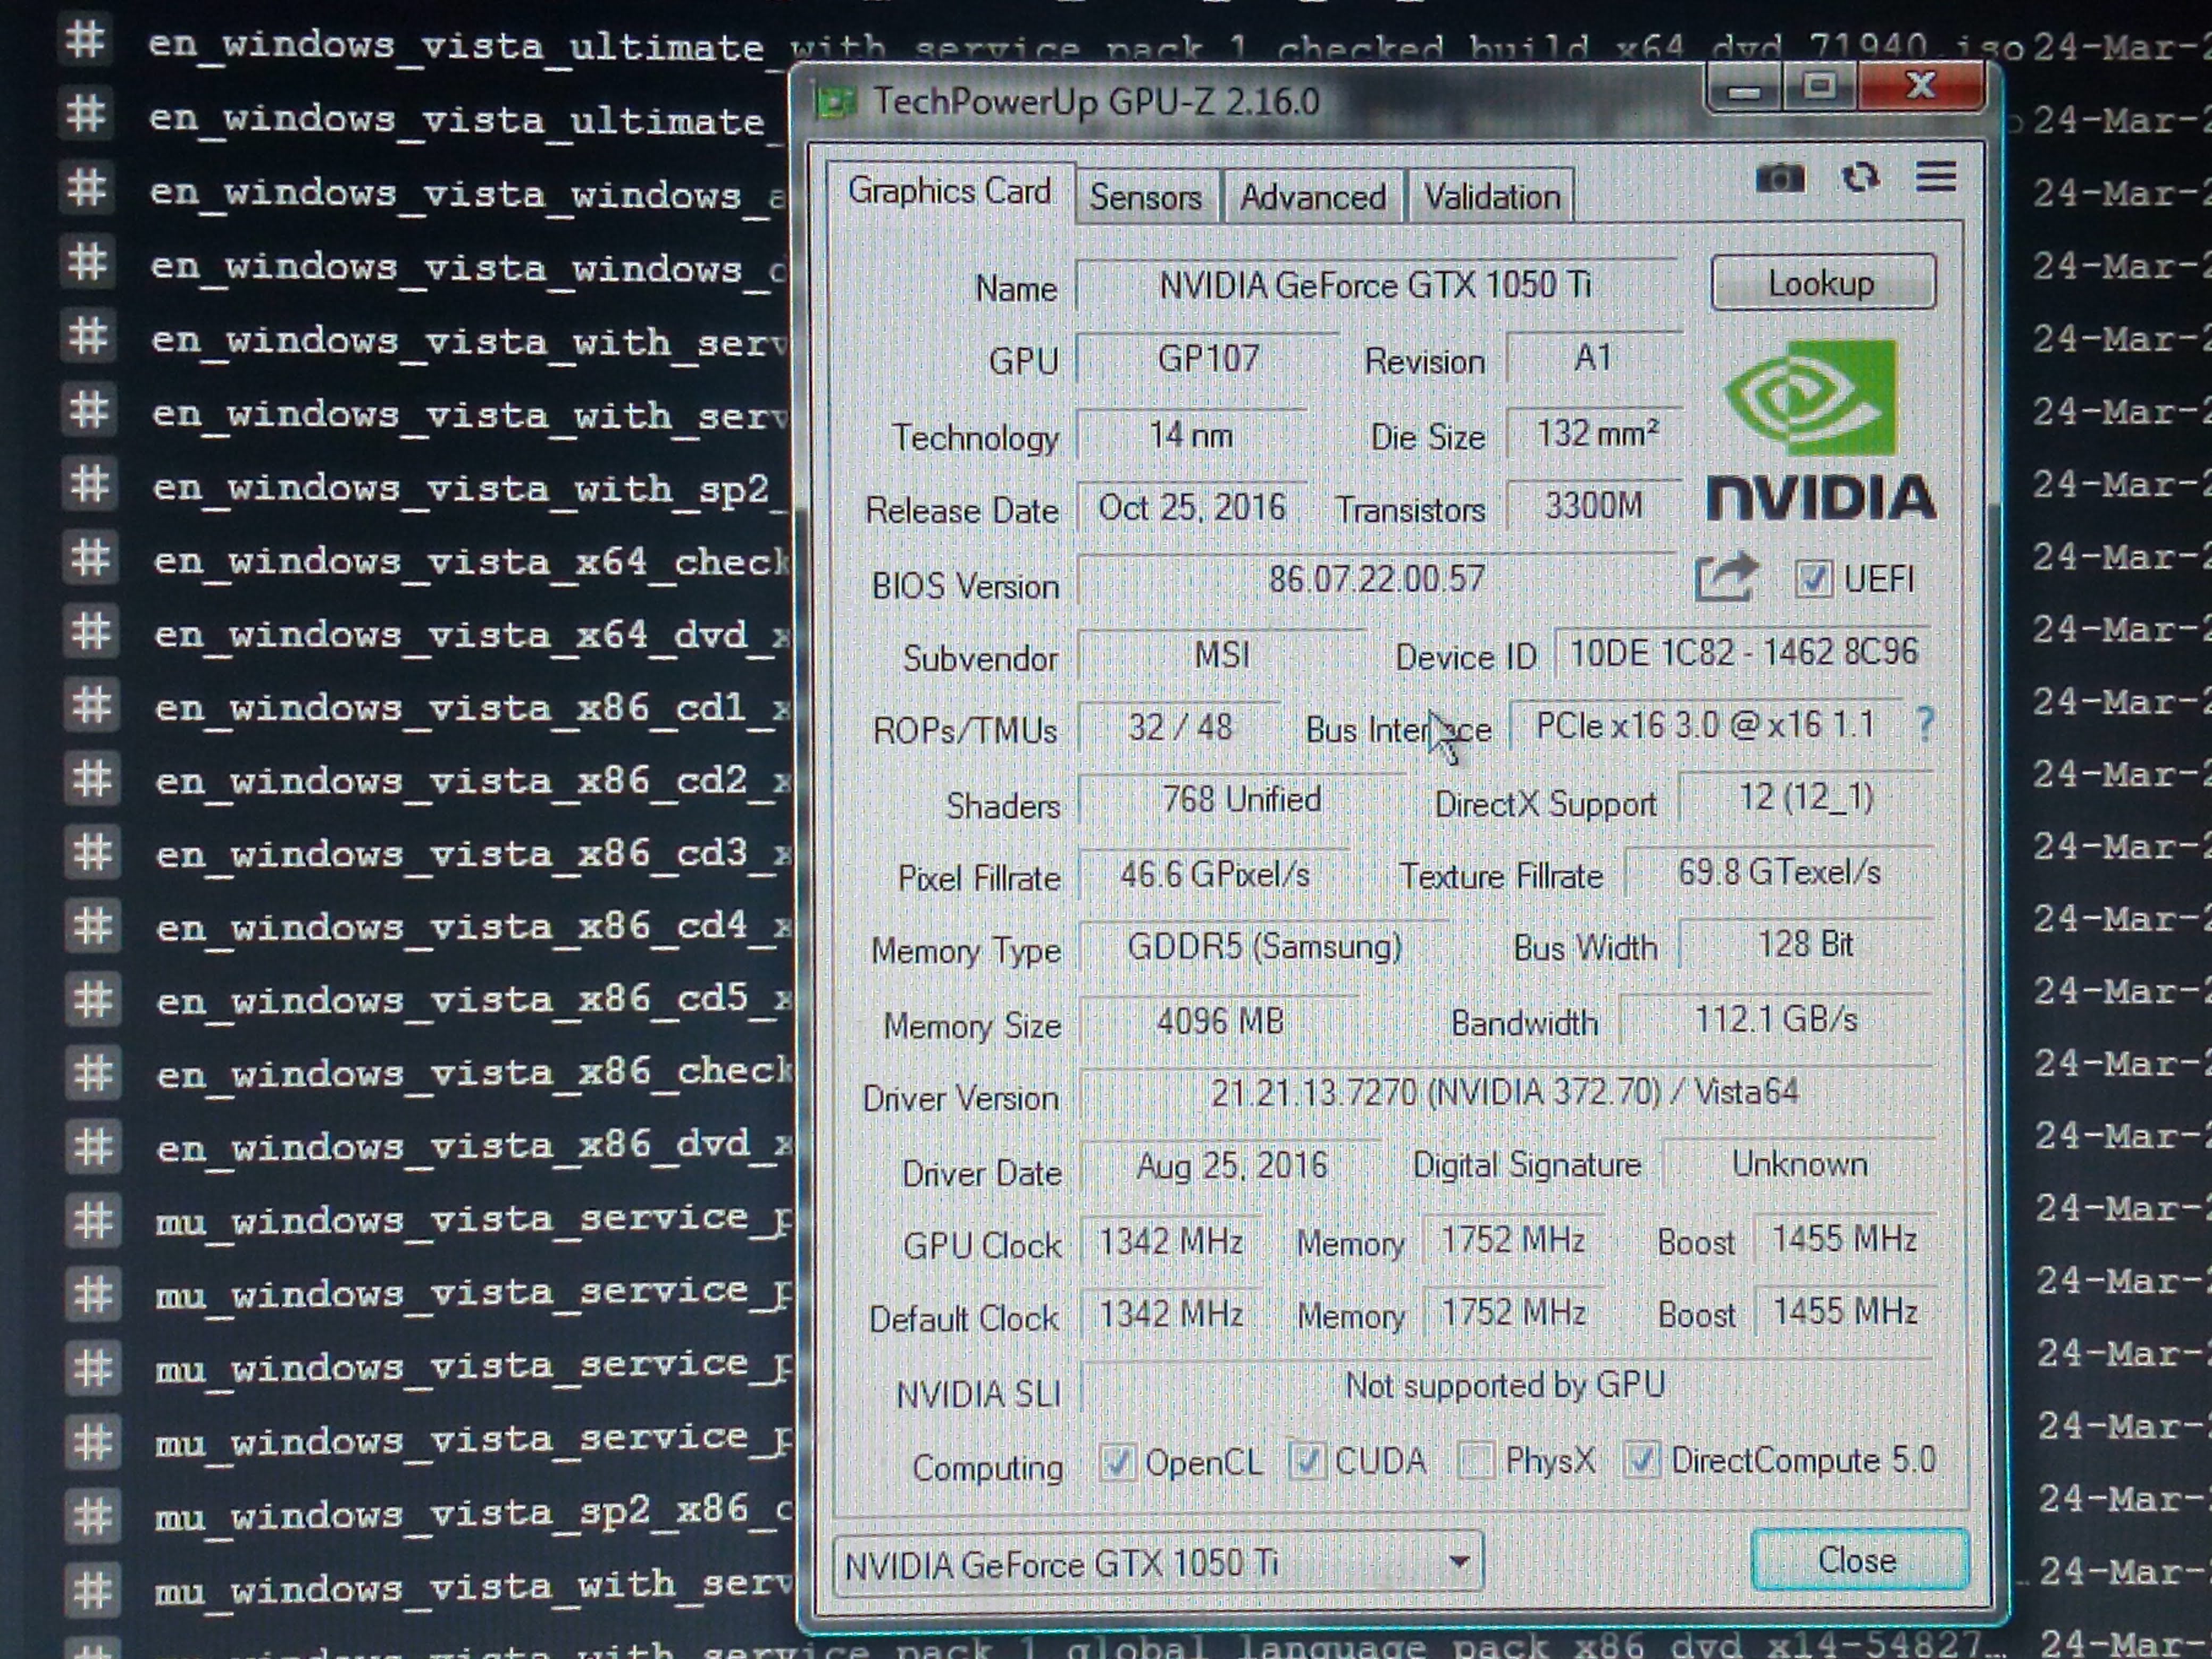 # en_windows_vista_ultimate_with_service_pack_1_checked_build_x64_dvd_71940.iso 24-Mar-
# en_windows_vista_ultimate_ 24-Mar-
# en_windows_vista_windows_a 24-Mar-
# en_windows_vista_windows_ 24-Mar-
# en_windows_vista_with_serv 24-Mar-
# en_windows_vista_with_serv 24-Mar-
# en_windows_vista_with_sp2_ 24-Mar-
# en_windows_vista_x64_check 24-Mar-
# en_windows_vista_x64_dvd_x 24-Mar-
# en_windows_vista_x86_cd1_x 24-Mar-
# en_windows_vista_x86_cd2_x 24-Mar-
# en_windows_vista_x86_cd3_x 24-Mar-
# en_windows_vista_x86_cd4_x 24-Mar-
# en_windows_vista_x86_cd5_x 24-Mar-
# en_windows_vista_x86_check 24-Mar-
# en_windows_vista_x86_dvd_x 24-Mar-
# mu_windows_vista_service_p 24-Mar-
# mu_windows_vista_service_p 24-Mar-
# mu_windows_vista_service_p 24-Mar-
# mu_windows_vista_service_p 24-Mar-
# mu_windows_vista_sp2_x86_ 24-Mar-
# mu_windows_vista_with_serv 24-Mar-
windows_vista_with_service_pack_1_global_language_pack_x86_dvd_x14-54827… 24-Mar-
TechPowerUp GPU-Z 2.16.0
X
Graphics Card Sensors Advanced Validation
Name NVIDIA GeForce GTX 1050 Ti Lookup
GPU GP107 Revision A1
Technology 14 nm Die Size 132 mm²
NVIDIA
Release Date Oct 25, 2016 Transistors 3300M
BIOS Version 86.07.22.00.57 UEFI
Subvendor MSI Device ID 10DE 1C82 - 1462 8C96
ROPs/TMUs 32 / 48 Bus Interface PCIe x16 3.0 @ x16 1.1 ?
Shaders 768 Unified DirectX Support 12 (12_1)
Pixel Fillrate 46.6 GPixel/s Texture Fillrate 69.8 GTexel/s
Memory Type GDDR5 (Samsung) Bus Width 128 Bit
Memory Size 4096 MB Bandwidth 112.1 GB/s
Driver Version 21.21.13.7270 (NVIDIA 372.70) / Vista64
Driver Date Aug 25, 2016 Digital Signature Unknown
GPU Clock 1342 MHz Memory 1752 MHz Boost 1455 MHz
Default Clock 1342 MHz Memory 1752 MHz Boost 1455 MHz
NVIDIA SLI Not supported by GPU
Computing OpenCL CUDA PhysX DirectCompute 5.0
NVIDIA GeForce GTX 1050 Ti Close